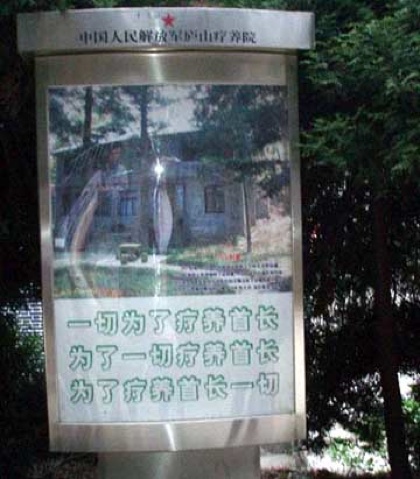 中国人民解放军庐山疗养院
一切为了疗养首长
为了一切疗养首长
为了疗养首长一切